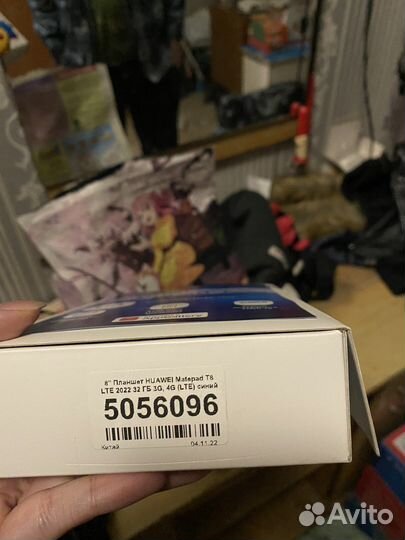 8" Планшет HUAWEI Matepad T8
LTE 2022 32 ГБ 3G, 4G (LTE) синий
5056096
Китай 04.11.22
Avito